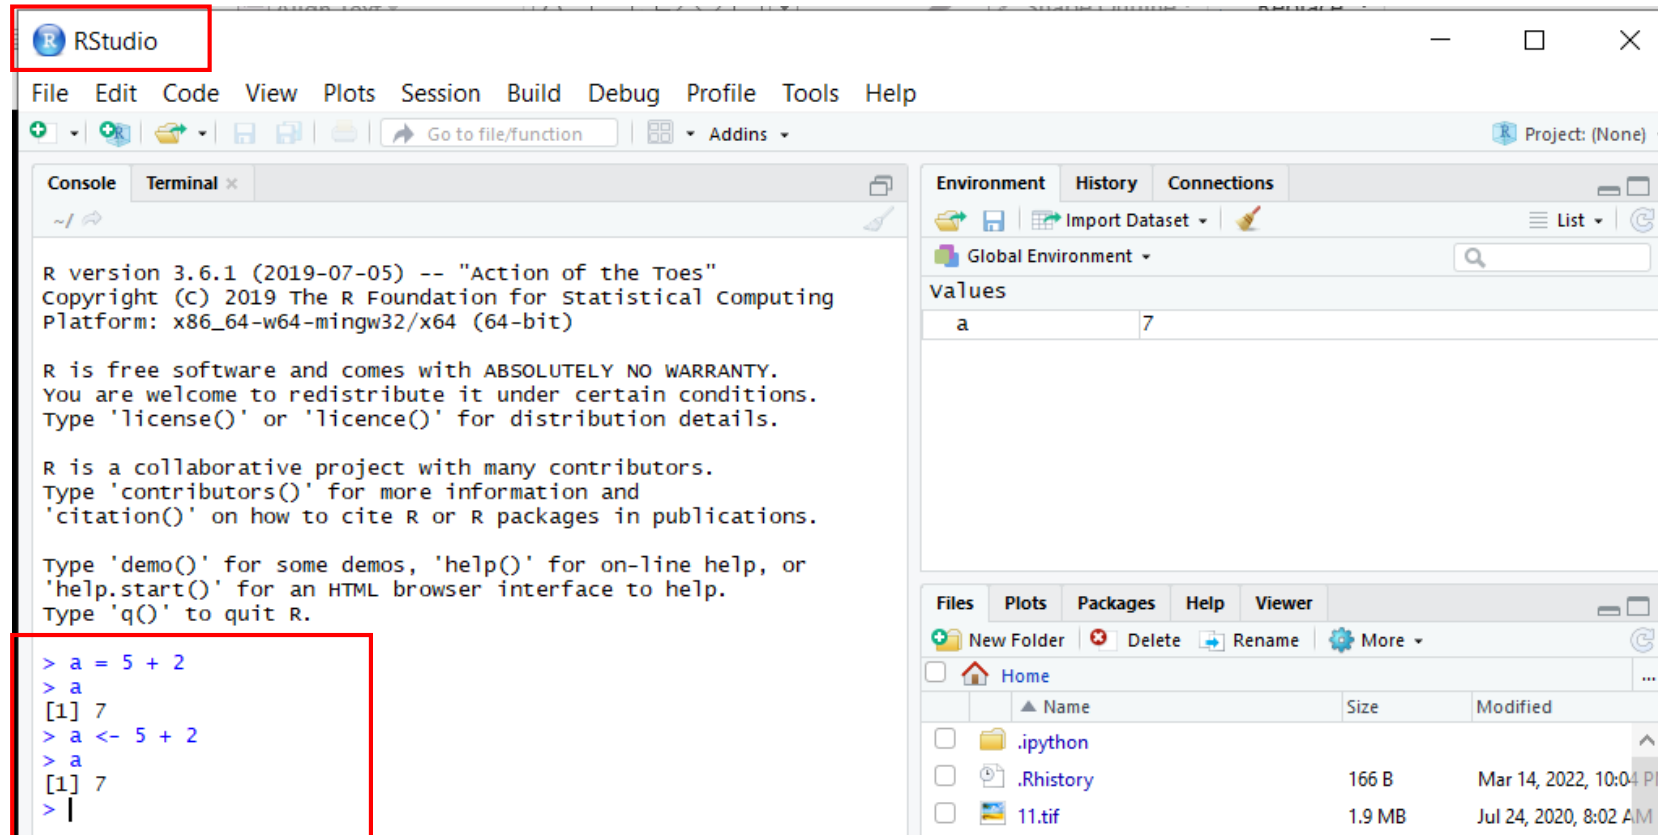 RStudio
File Edit Code View Plots Session Build Debug Profile Tools Help
Go to file/function Addins Project: (None)
Console Terminal
~/
R version 3.6.1 (2019-07-05) -- "Action of the Toes"
Copyright (C) 2019 The R Foundation for Statistical Computing
Platform: x86_64-w64-mingw32/x64 (64-bit)
R is free software and comes with ABSOLUTELY NO WARRANTY.
You are welcome to redistribute it under certain conditions.
Type 'license()' or 'licence()' for distribution details.
R is a collaborative project with many contributors.
Type 'contributors()' for more information and
'citation()' on how to cite R or R packages in publications.
Type 'demo()' for some demos, 'help()' for on-line help, or
'help.start()' for an HTML browser interface to help.
Type 'q()' to quit R.
> a = 5 + 2
> a
[1] 7
> a <- 5 + 2
> a
[1] 7
>
Environment History Connections
Import Dataset List
Global Environment
Values
a 7
Files Plots Packages Help Viewer
New Folder Delete Rename More
Home ...
Name Size Modified
.ipython
.Rhistory 166 B Mar 14, 2022, 10:04 P
11.tif 1.9 MB Jul 24, 2020, 8:02 AM